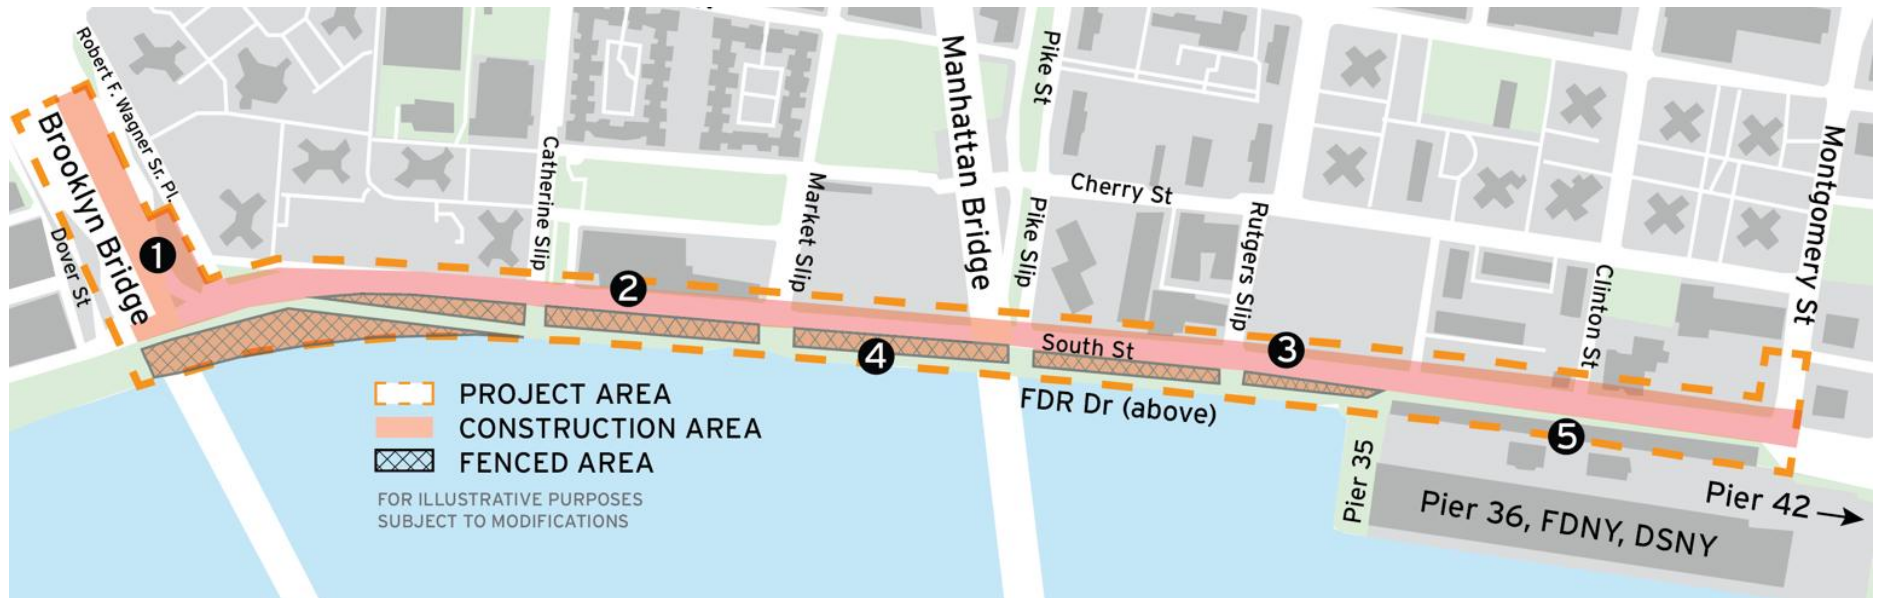 Robert F. Wagner Sr. Pl.
Brooklyn Bridge
Dover St
1
Catherine Slip
2
Market Slip
Manhattan Bridge
Pike St
Pike Slip
Cherry St
Rutgers Slip
3
Clinton St
Montgomery St
4
South St
FDR Dr (above)
5
Pier 35
Pier 36, FDNY, DSNY
Pier 42
PROJECT AREA
CONSTRUCTION AREA
FENCED AREA
FOR ILLUSTRATIVE PURPOSES
SUBJECT TO MODIFICATIONS